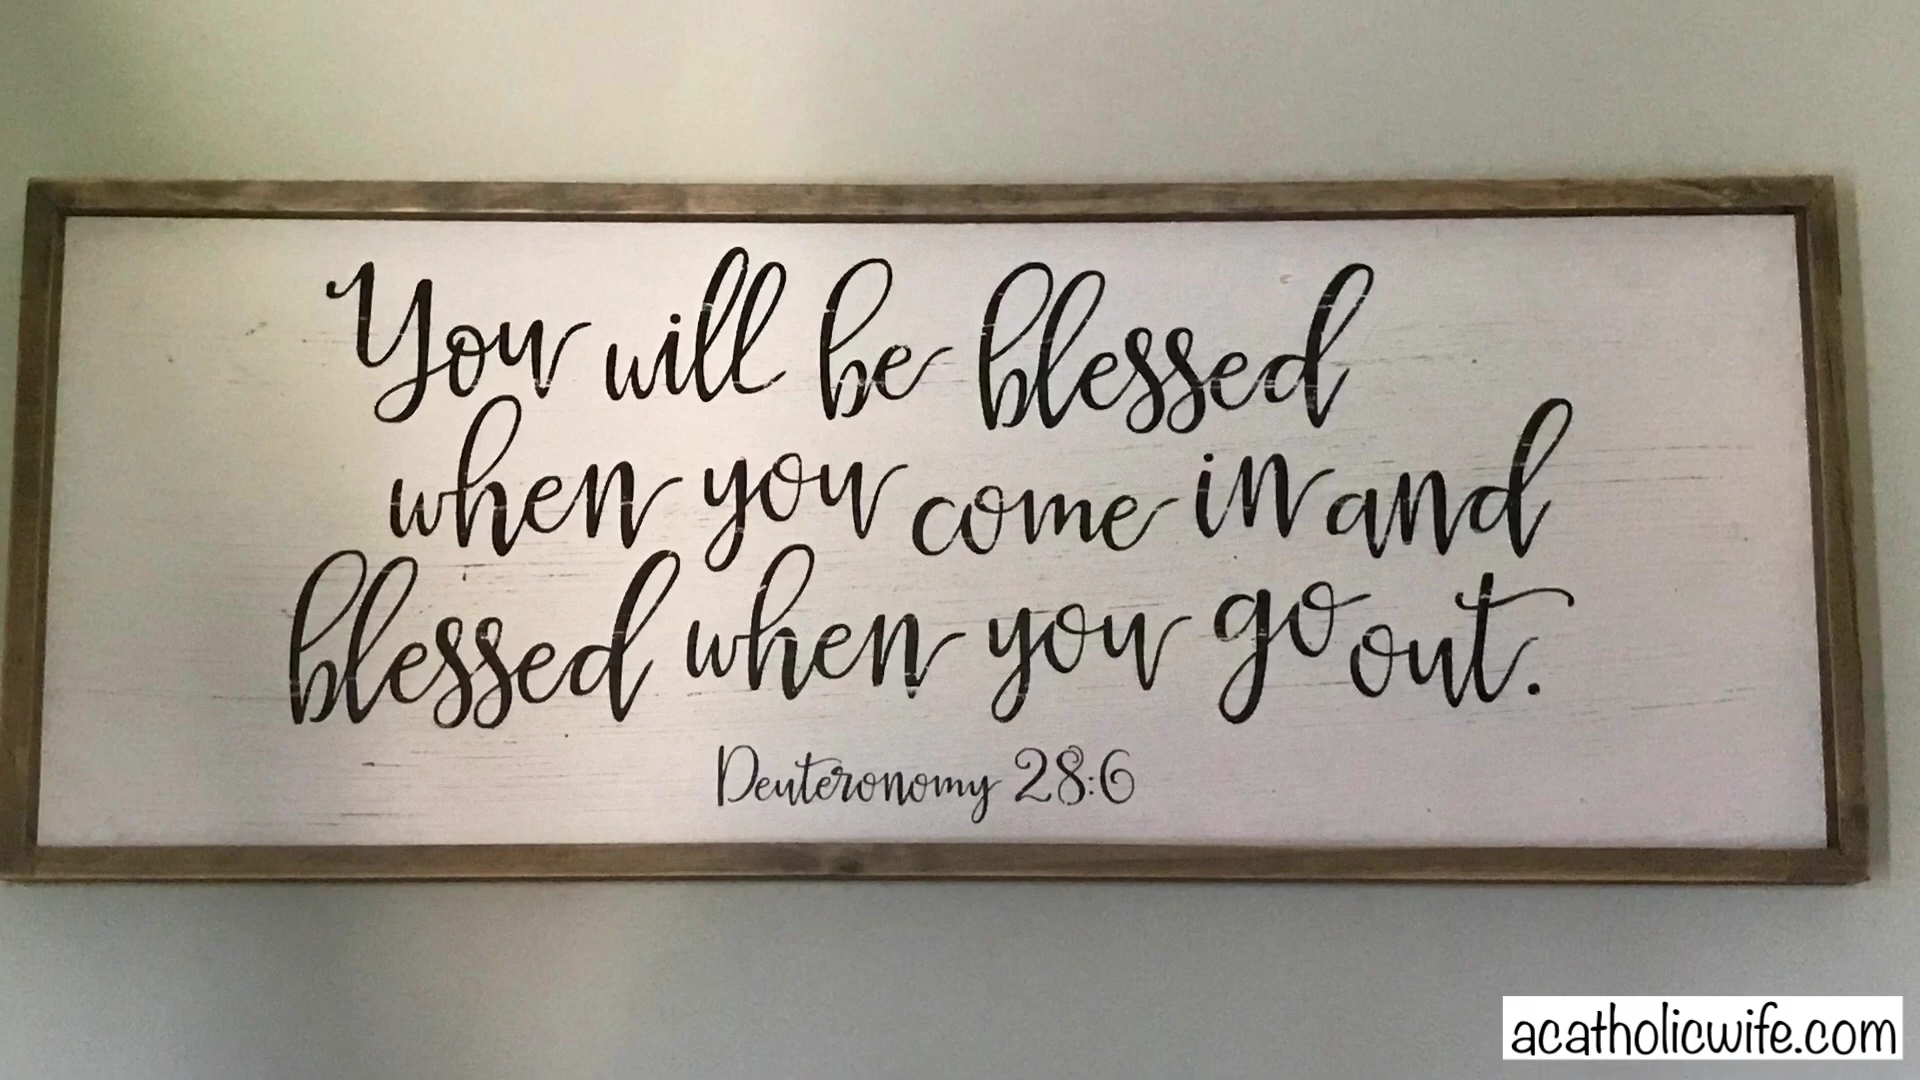 You will be blessed
when you come in and
blessed when you go out.
Deuteronomy 28:6
acatholicwife.com